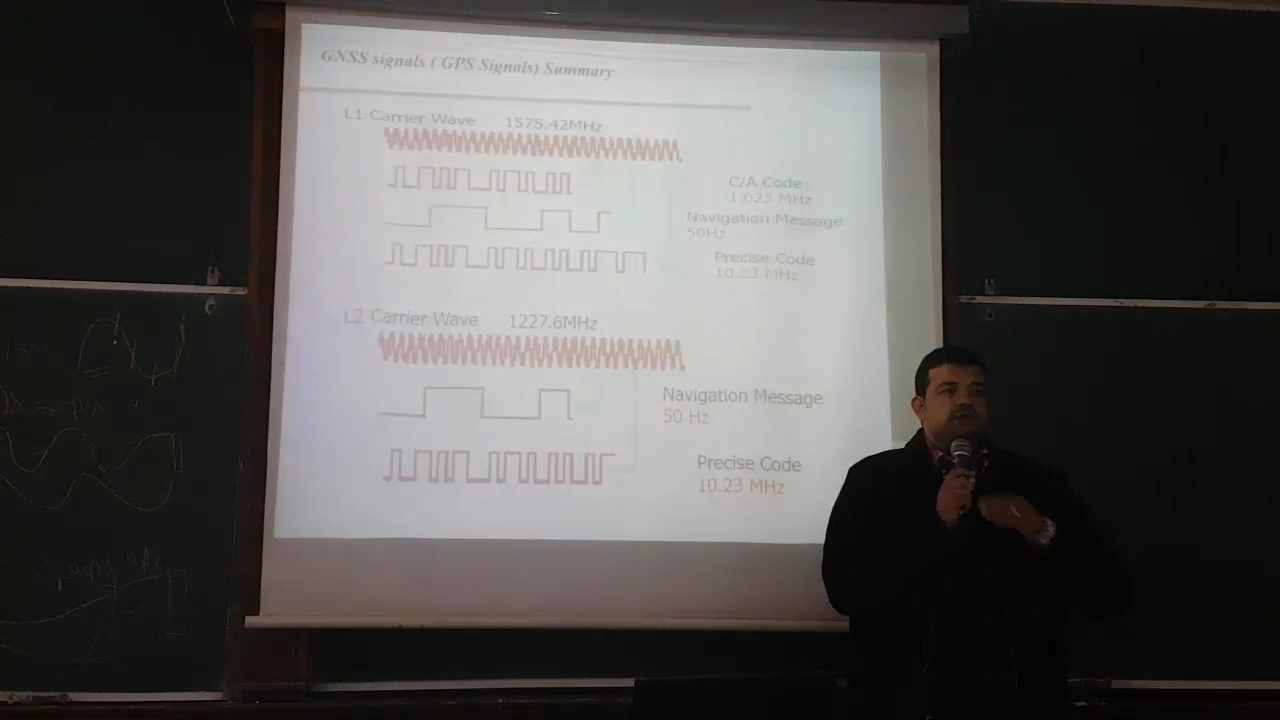 GNSS signals ( GPS Signals) Summary
L1 Carrier Wave 1575.42MHz
C/A Code
1.023 MHz
Navigation Message
50Hz
Precise Code
10.23 MHz
L2 Carrier Wave 1227.6MHz
Navigation Message
50 Hz
Precise Code
10.23 MHz